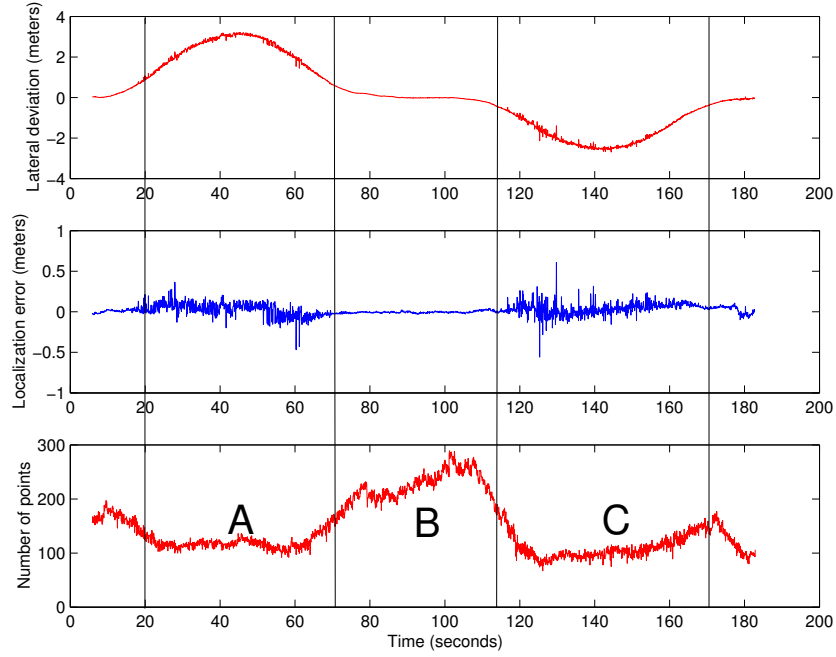 Lateral deviation (meters)
4
2
0
−2
−4
0 20 40 60 80 100 120 140 160 180 200
Localization error (meters)
1
0.5
0
−0.5
−1
0 20 40 60 80 100 120 140 160 180 200
Number of points
300
200
100
0
A
B
C
0 20 40 60 80 100 120 140 160 180 200
Time (seconds)